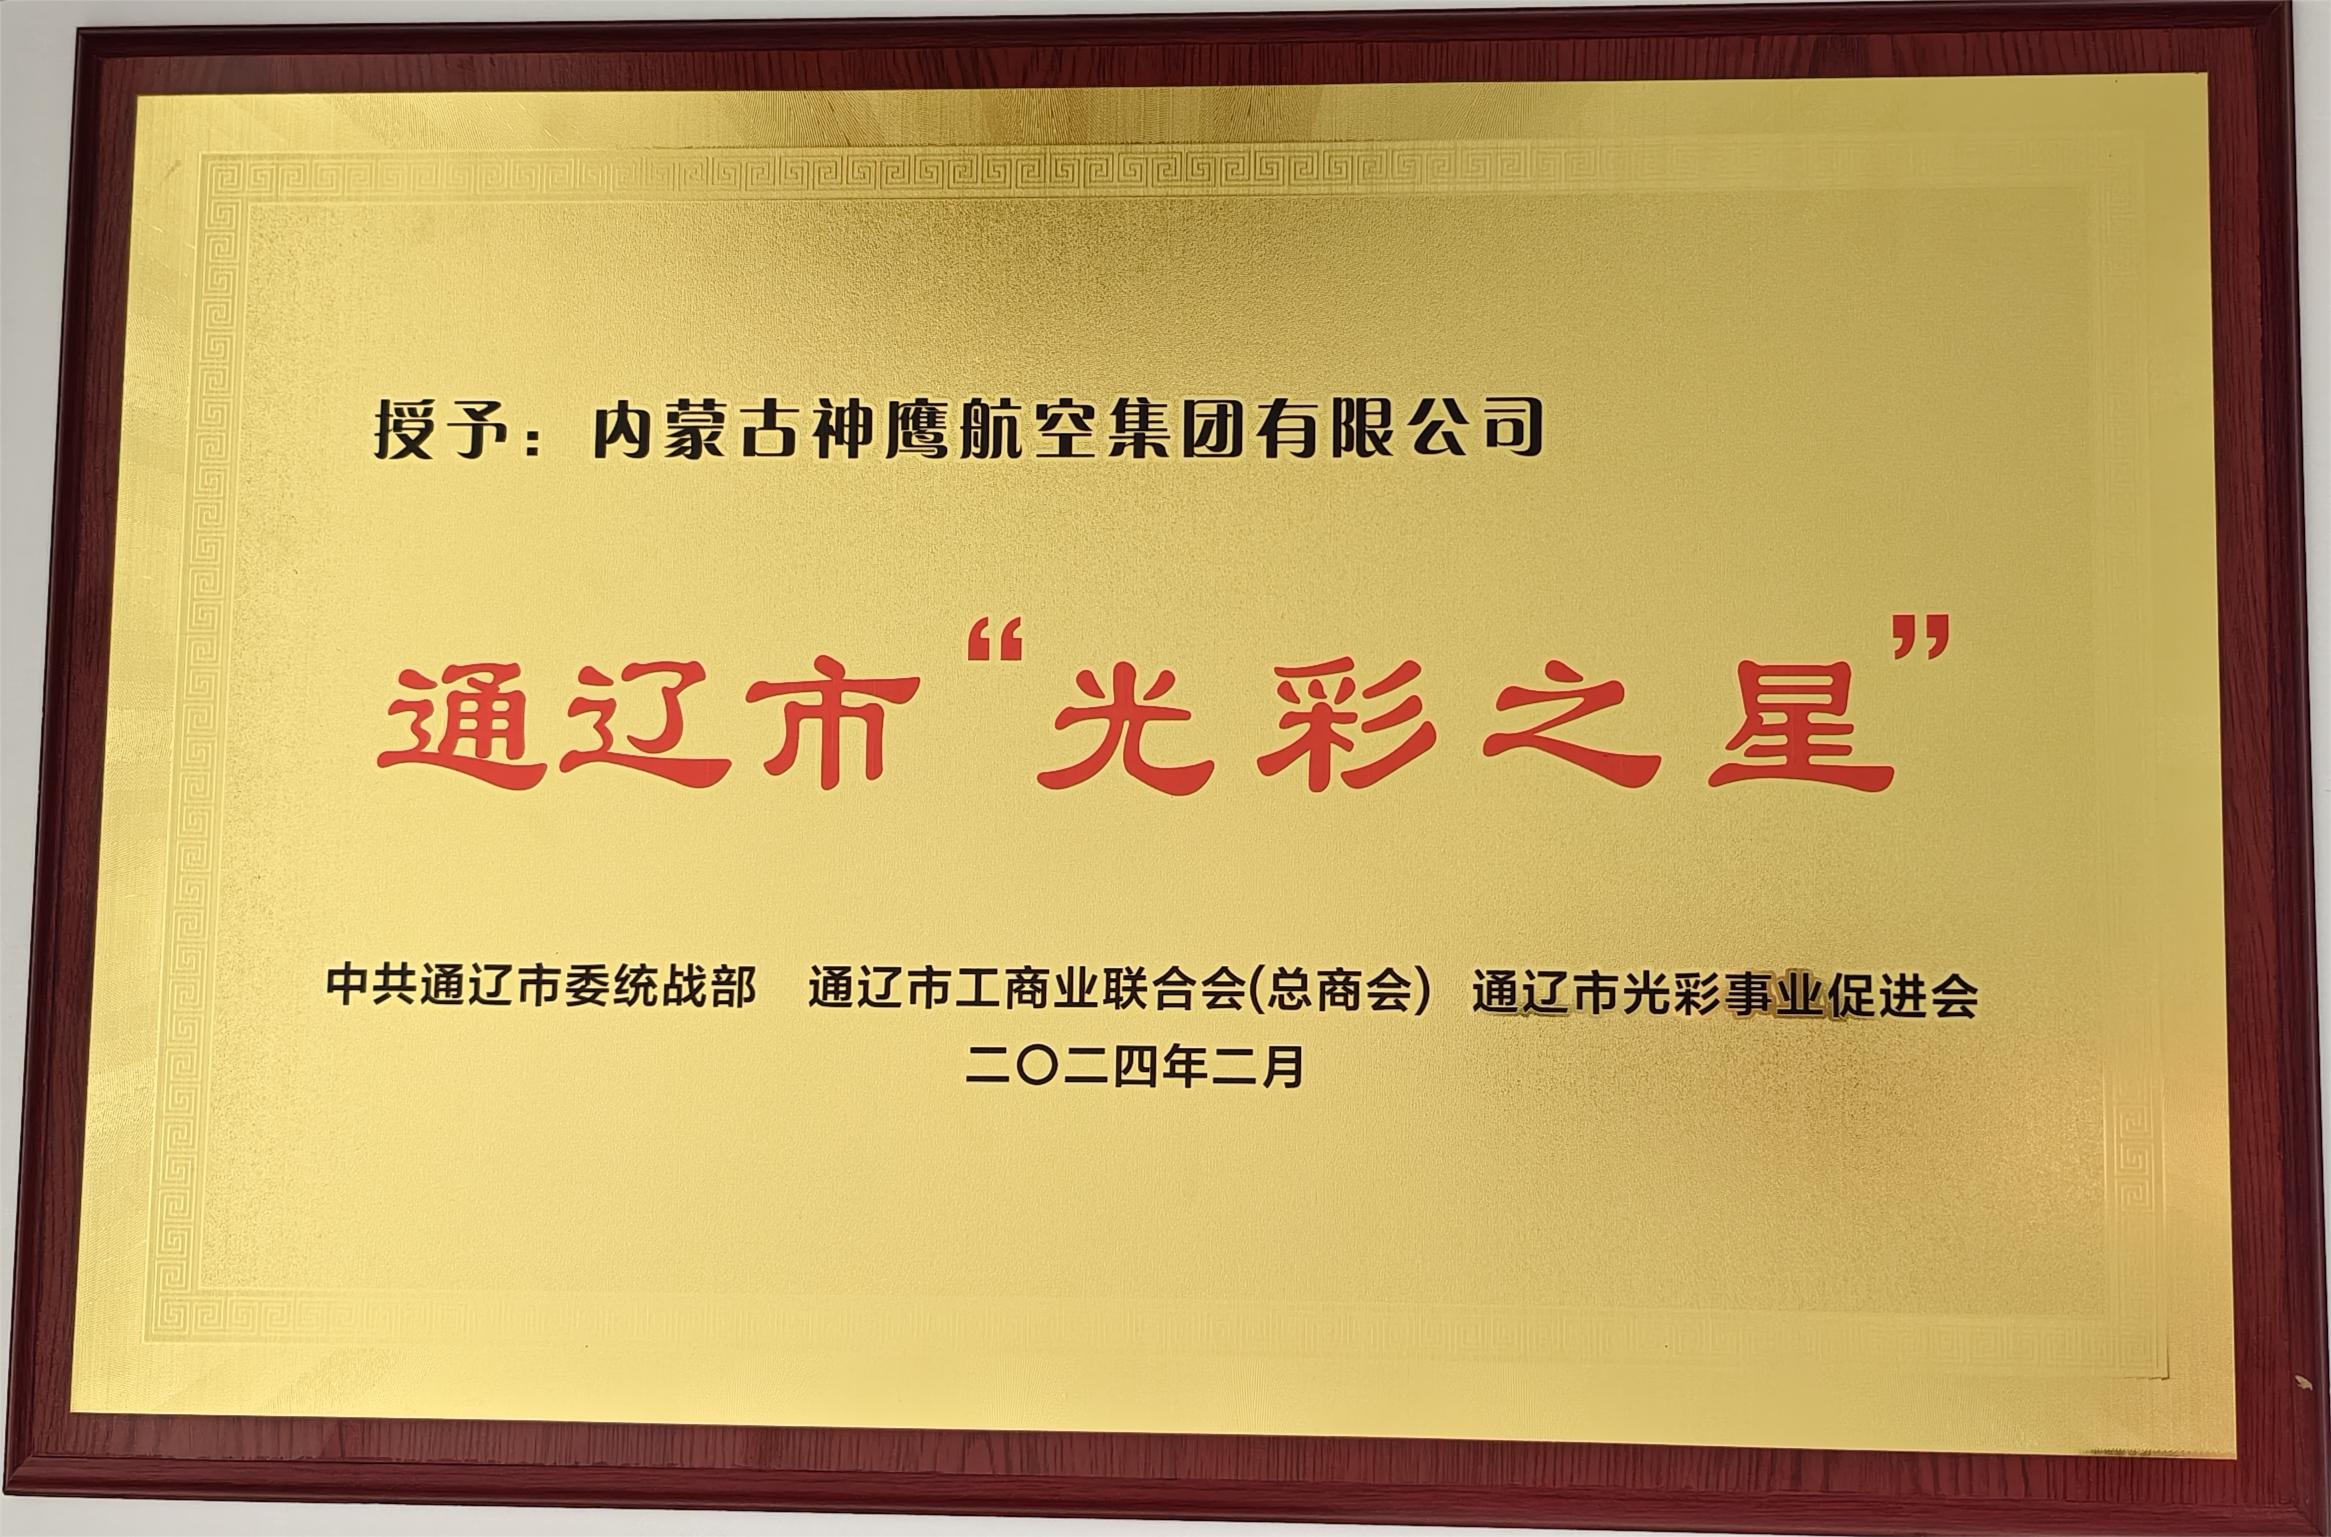 授予：内蒙古神鹰航空集团有限公司
通辽市“光彩之星”
中共通辽市委统战部 通辽市工商业联合会(总商会) 通辽市光彩事业促进会
二〇二四年二月